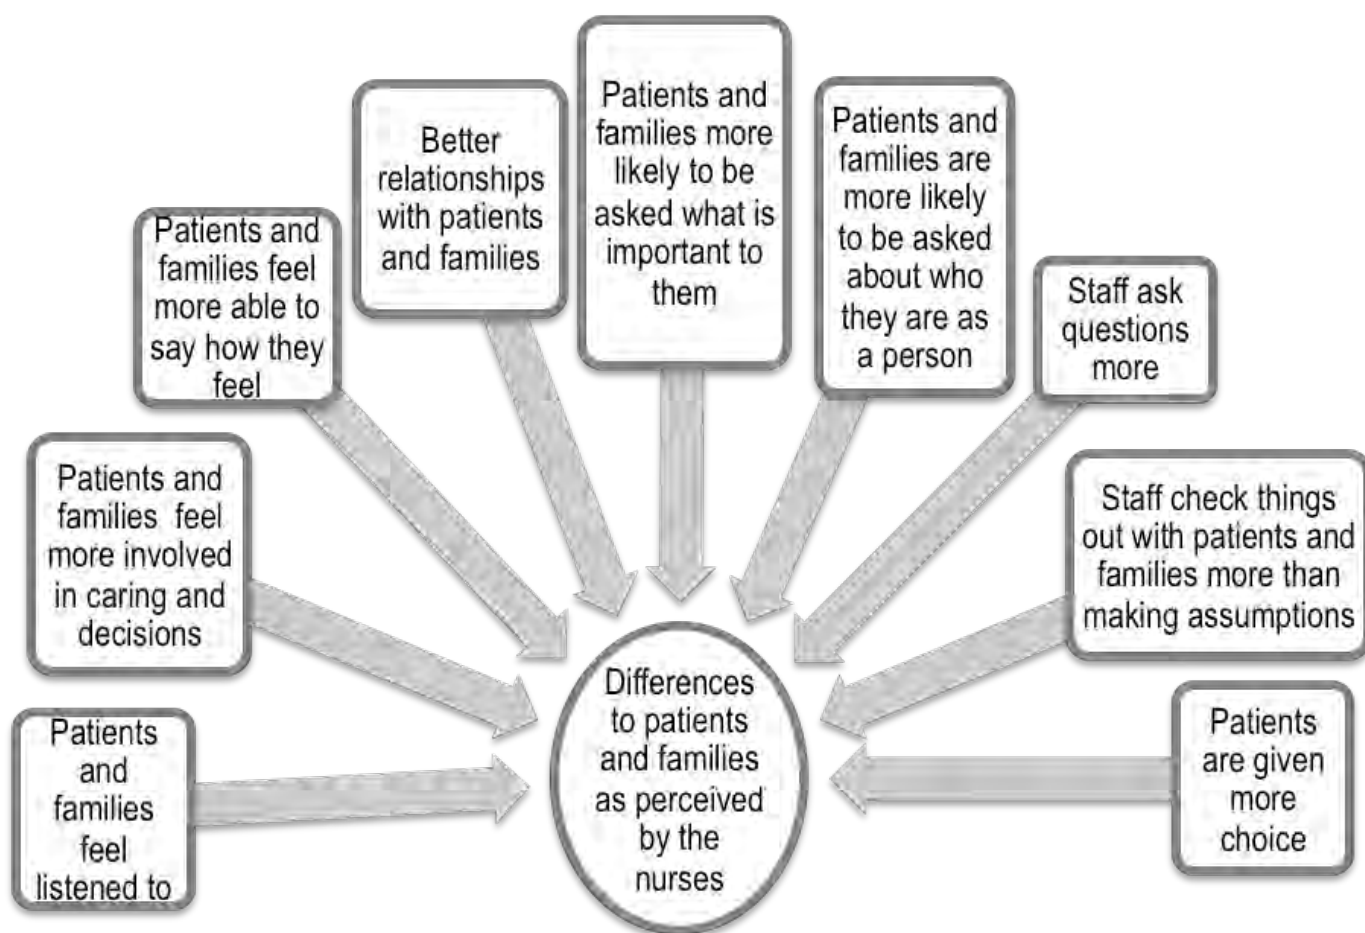 Patients and
families feel
listened to
Patients and
families feel
more involved
in caring and
decisions
Patients and
families feel
more able to
say how they
feel
Better
relationships
with patients
and families
Patients and
families more
likely to be
asked what is
important to
them
Patients and
families are
more likely
to be asked
about who
they are as
a person
Staff ask
questions
more
Staff check things
out with patients and
families more than
making assumptions
Patients
are given
more
choice
Differences
to patients
and families
as perceived
by the
nurses